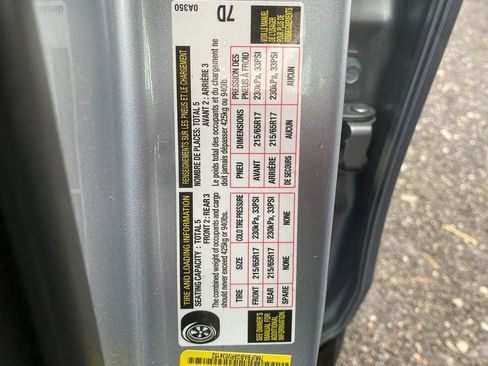 TIRE AND LOADING INFORMATION
SEATING CAPACITY : TOTAL 5 FRONT 2 : REAR 3
The combined weight of occupants and cargo
should never exceed 425kg or 940lbs.
TIRE SIZE COLD TIRE PRESSURE
FRONT 215/65R17 230kPa, 33PSI
REAR 215/65R17 230kPa, 33PSI
SPARE NONE NONE
SEE OWNER'S
MANUAL FOR
ADDITIONAL
INFORMATION
RENSEIGNEMENTS SUR LES PNEUS ET LE CHARGEMENT
NOMBRE DE PLACES: TOTAL 5 AVANT 2 : ARRIÈRE 3
Le poids total des occupants et du chargement ne
doit jamais dépasser 425kg ou 940lb.
PNEU DIMENSIONS PRESSION DES
PNEUS À FROID
AVANT 215/65R17 230kPa, 33PSI
ARRIÈRE 215/65R17 230kPa, 33PSI
DE SECOURS AUCUN AUCUN
VOIR LE MANUEL
DE L'USAGER
POUR PLUS DE
RENSEIGNEMENTS
0A350
7D